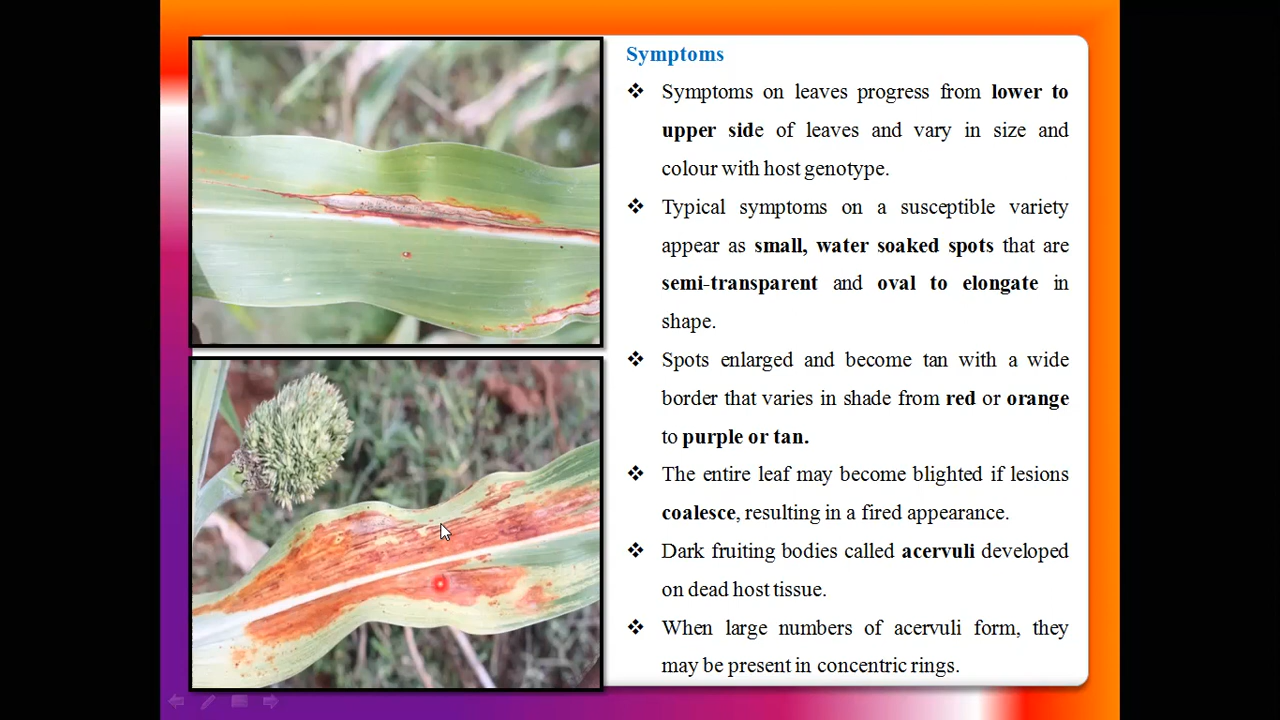 Symptoms
❖ Symptoms on leaves progress from lower to
upper side of leaves and vary in size and
colour with host genotype.
❖ Typical symptoms on a susceptible variety
appear as small, water soaked spots that are
semi-transparent and oval to elongate in
shape.
❖ Spots enlarged and become tan with a wide
border that varies in shade from red or orange
to purple or tan.
❖ The entire leaf may become blighted if lesions
coalesce, resulting in a fired appearance.
❖ Dark fruiting bodies called acervuli developed
on dead host tissue.
❖ When large numbers of acervuli form, they
may be present in concentric rings.